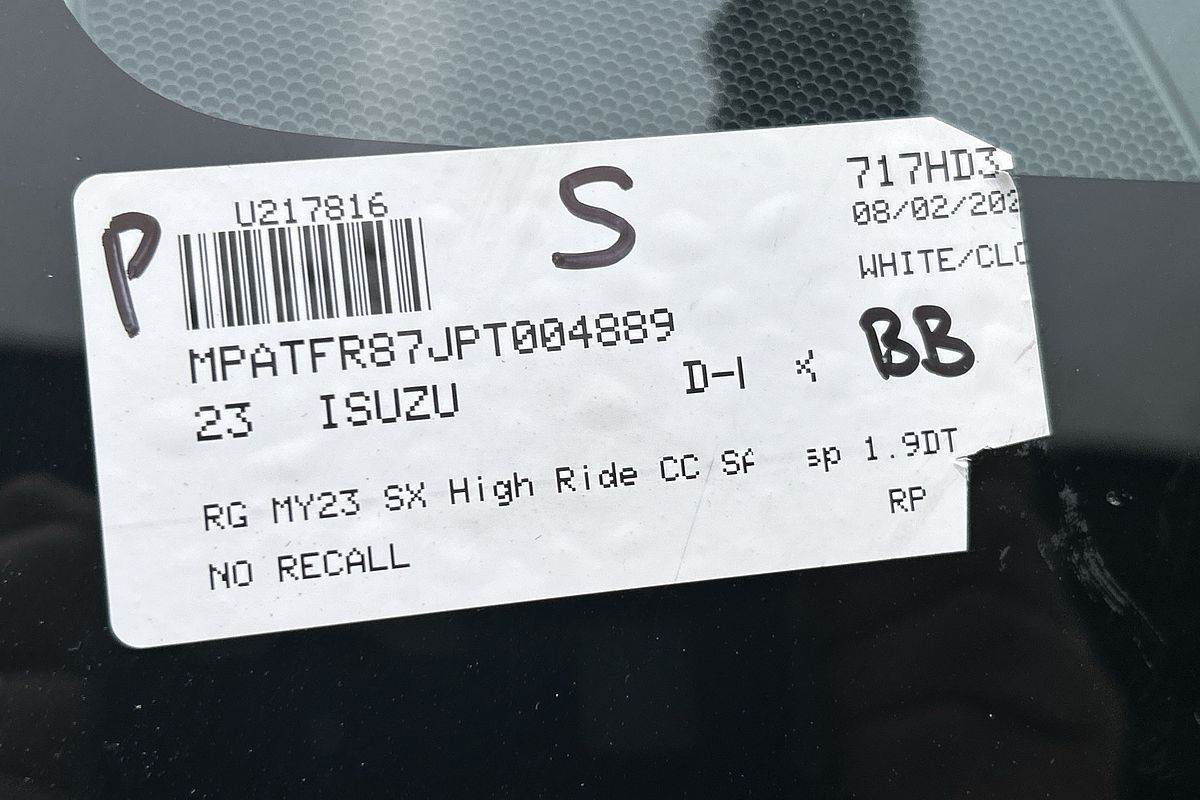 U217816
P
S
717HD3
08/02/202
WHITE/CLO
MPATFR87JPT004889
BB
23 ISUZU
RG MY23 SX High Ride CC sp 1.9DT
RP
NO RECALL